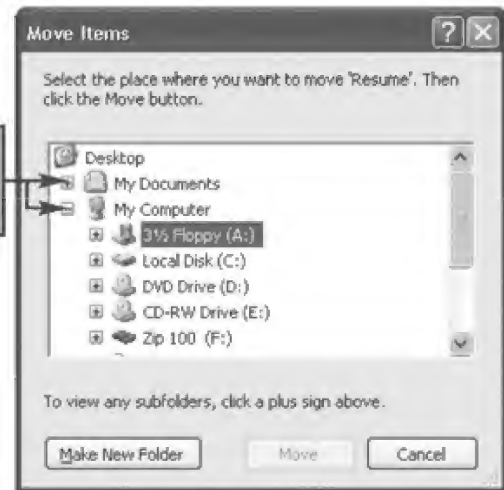 Move Items
Select the place where you want to move 'Resume'. Then
click the Move button.
Desktop
My Documents
My Computer
3½ Floppy (A:)
Local Disk (C:)
DVD Drive (D:)
CD-RW Drive (E:)
Zip 100 (F:)
To view any subfolders, click a plus sign above.
Make New Folder
Move
Cancel